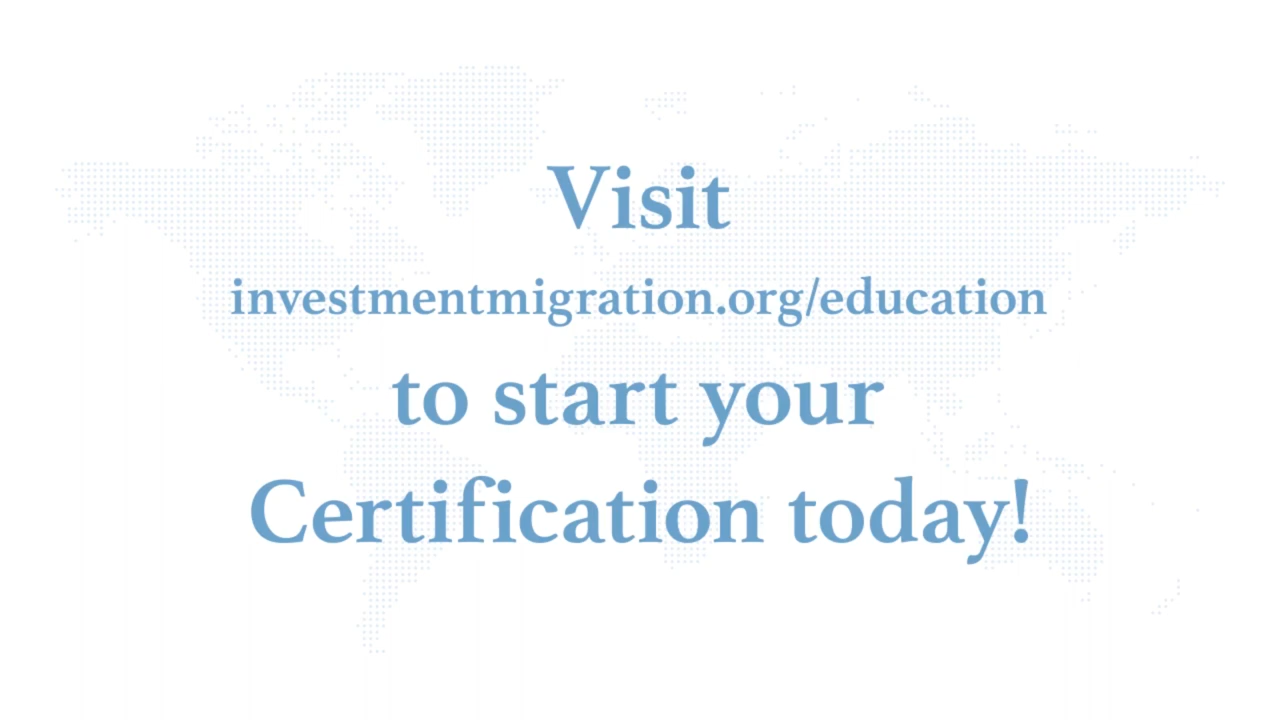 Visit
investmentmigration.org/education
to start your
Certification today!